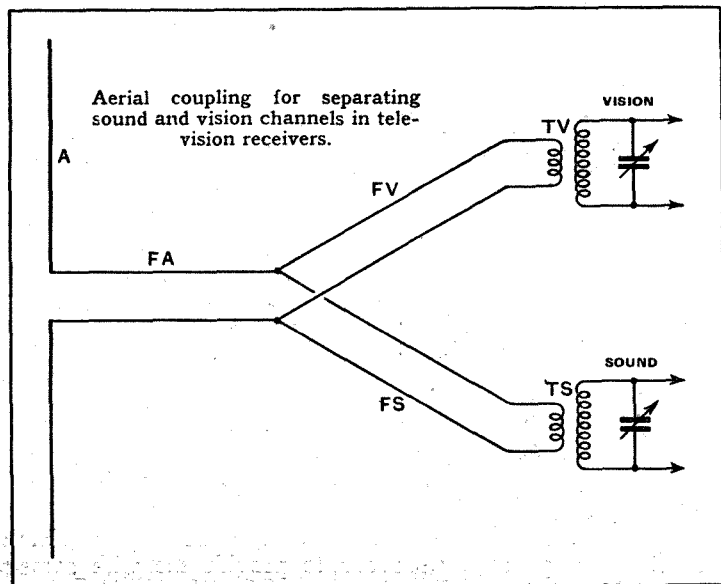 Aerial coupling for separating
sound and vision channels in tele-
vision receivers.
A
FA
FV
FS
TV
VISION
TS
SOUND